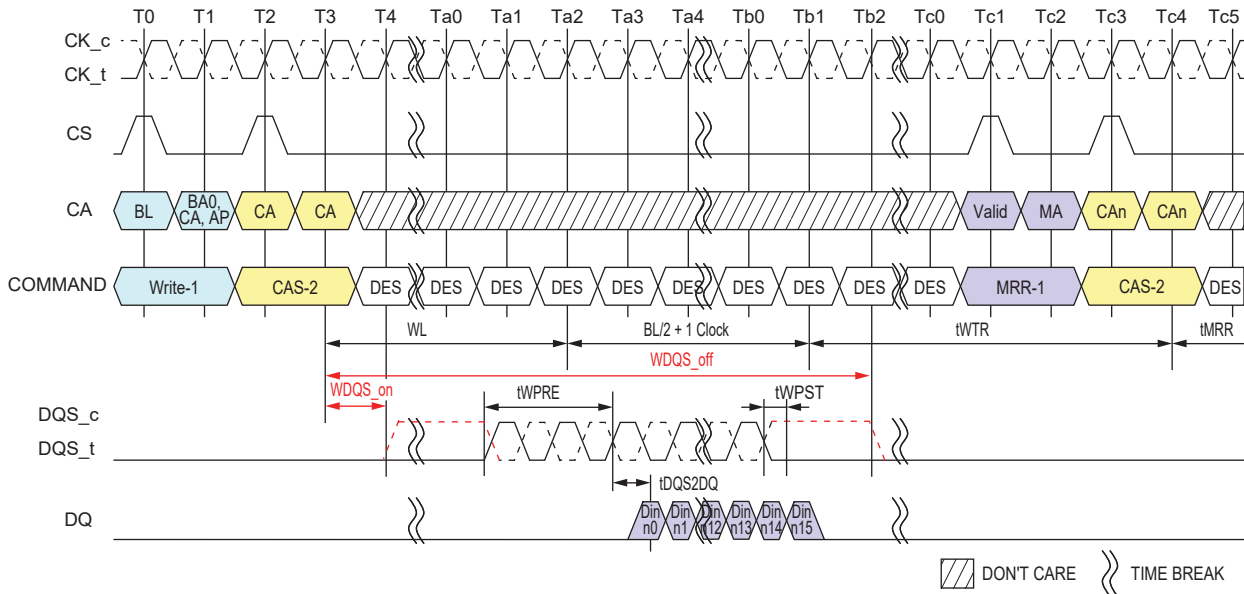 T0 T1 T2 T3 T4 Ta0 Ta1 Ta2 Ta3 Ta4 Tb0 Tb1 Tb2 Tc0 Tc1 Tc2 Tc3 Tc4 Tc5
CK_c
CK_t
CS
CA BL BA0, CA, AP CA CA Valid MA CAn CAn
COMMAND Write-1 CAS-2 DES DES DES DES DES DES DES DES DES DES MRR-1 CAS-2 DES
WL BL/2 + 1 Clock tWTR tMRR
WDQS_off
WDQS_on tWPRE tWPST
DQS_c
DQS_t
tDQS2DQ
DQ Din n0 Din n1 Din n12 Din n13 Din n14 Din n15
DON'T CARE TIME BREAK